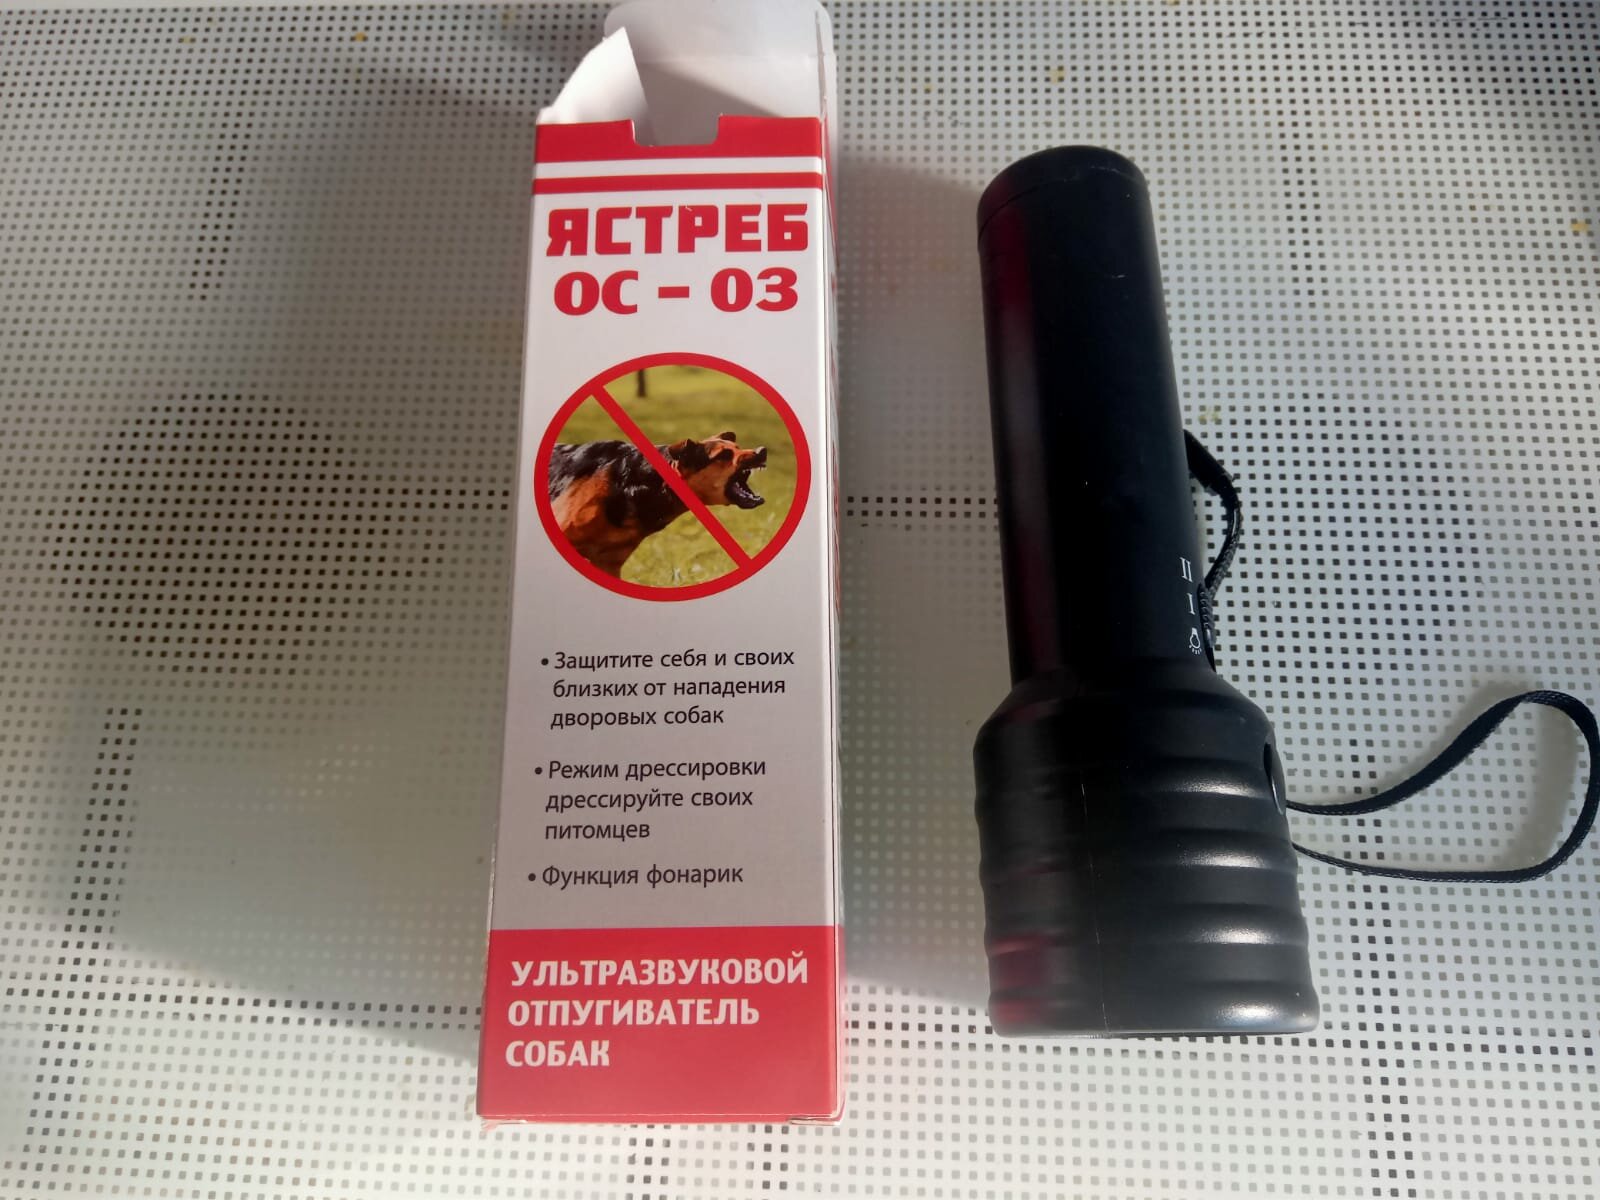 ЯСТРЕБ
ОС – 03
• Защитите себя и своих
близких от нападения
дворовых собак
• Режим дрессировки
дрессируйте своих
питомцев
• Функция фонарик
УЛЬТРАЗВУКОВОЙ
ОТПУГИВАТЕЛЬ
СОБАК
II
I